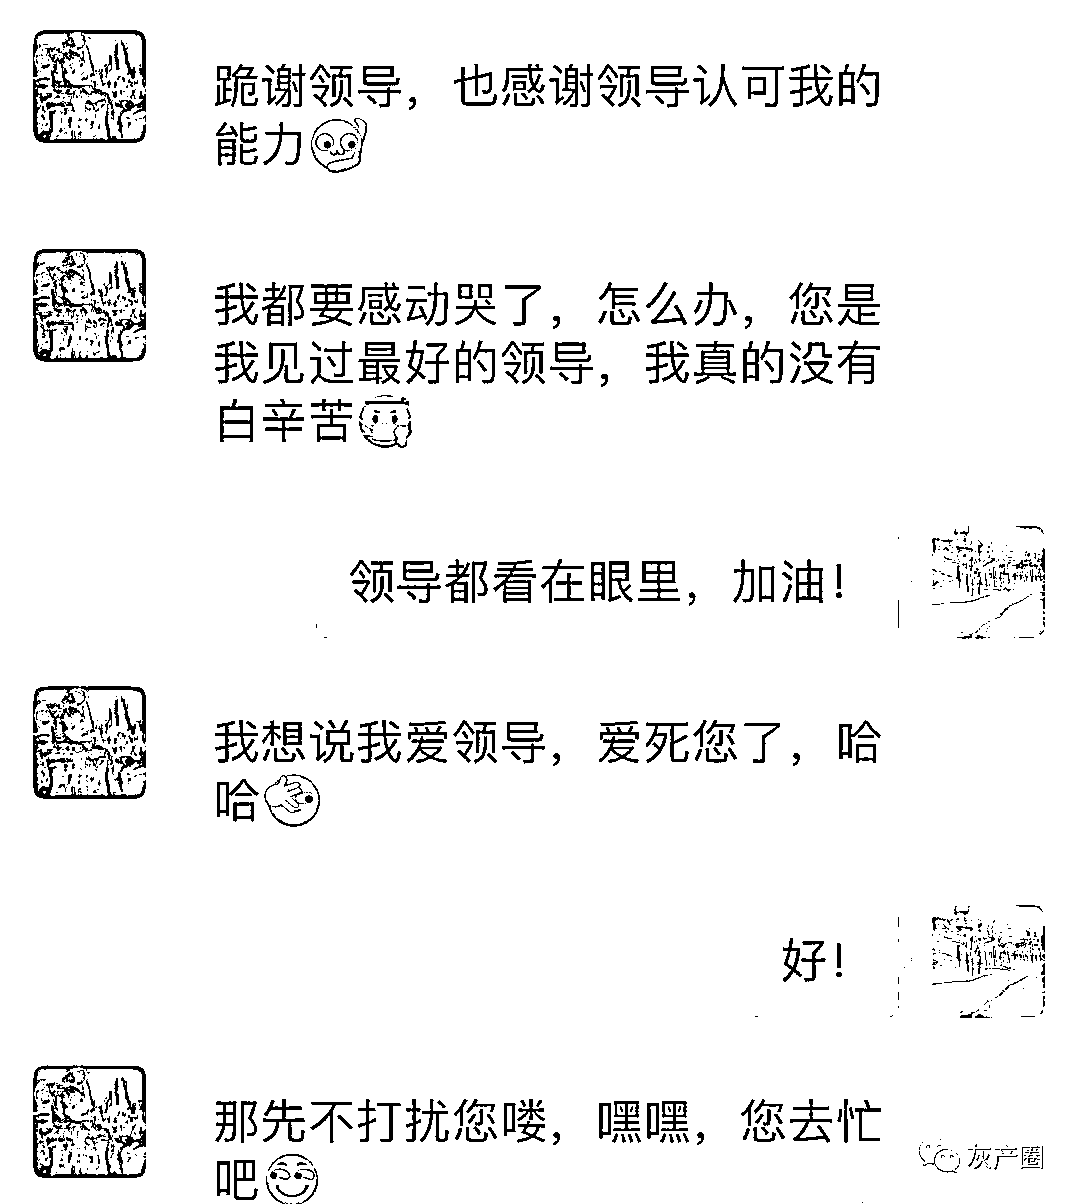 跪谢领导，也感谢领导认可我的
能力
我都要感动哭了，怎么办，您是
我见过最好的领导，我真的没有
白辛苦
领导都看在眼里，加油！
我想说我爱领导，爱死您了，哈
哈
好！
那先不打扰您喽，嘿嘿，您去忙
吧
灰产圈